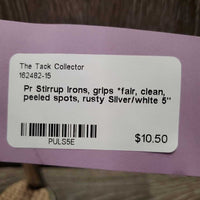 The Tack Collector
162482-15
Pr Stirrup Irons, grips *fair, clean,
peeled spots, rusty Silver/white 5"
PULS5E
$10.50